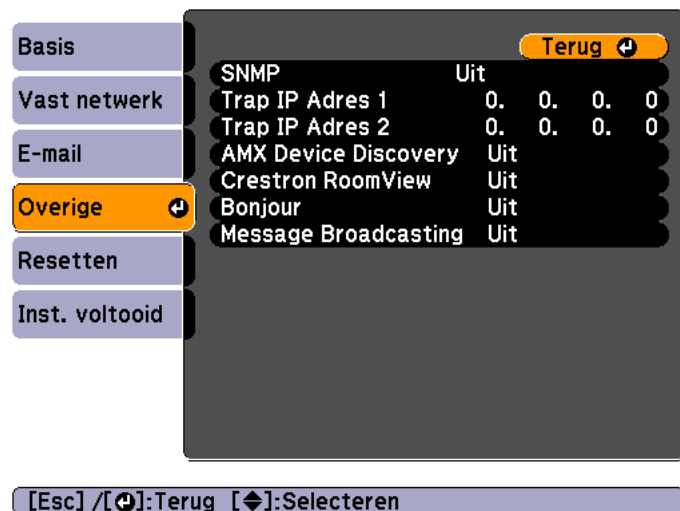 Basis
Vast netwerk
E-mail
Overige
Resetten
Inst. voltooid
Terug
SNMP Uit
Trap IP Adres 1 0. 0. 0. 0
Trap IP Adres 2 0. 0. 0. 0
AMX Device Discovery Uit
Crestron RoomView Uit
Bonjour Uit
Message Broadcasting Uit
[Esc] /[⏎]:Terug [◆]:Selecteren